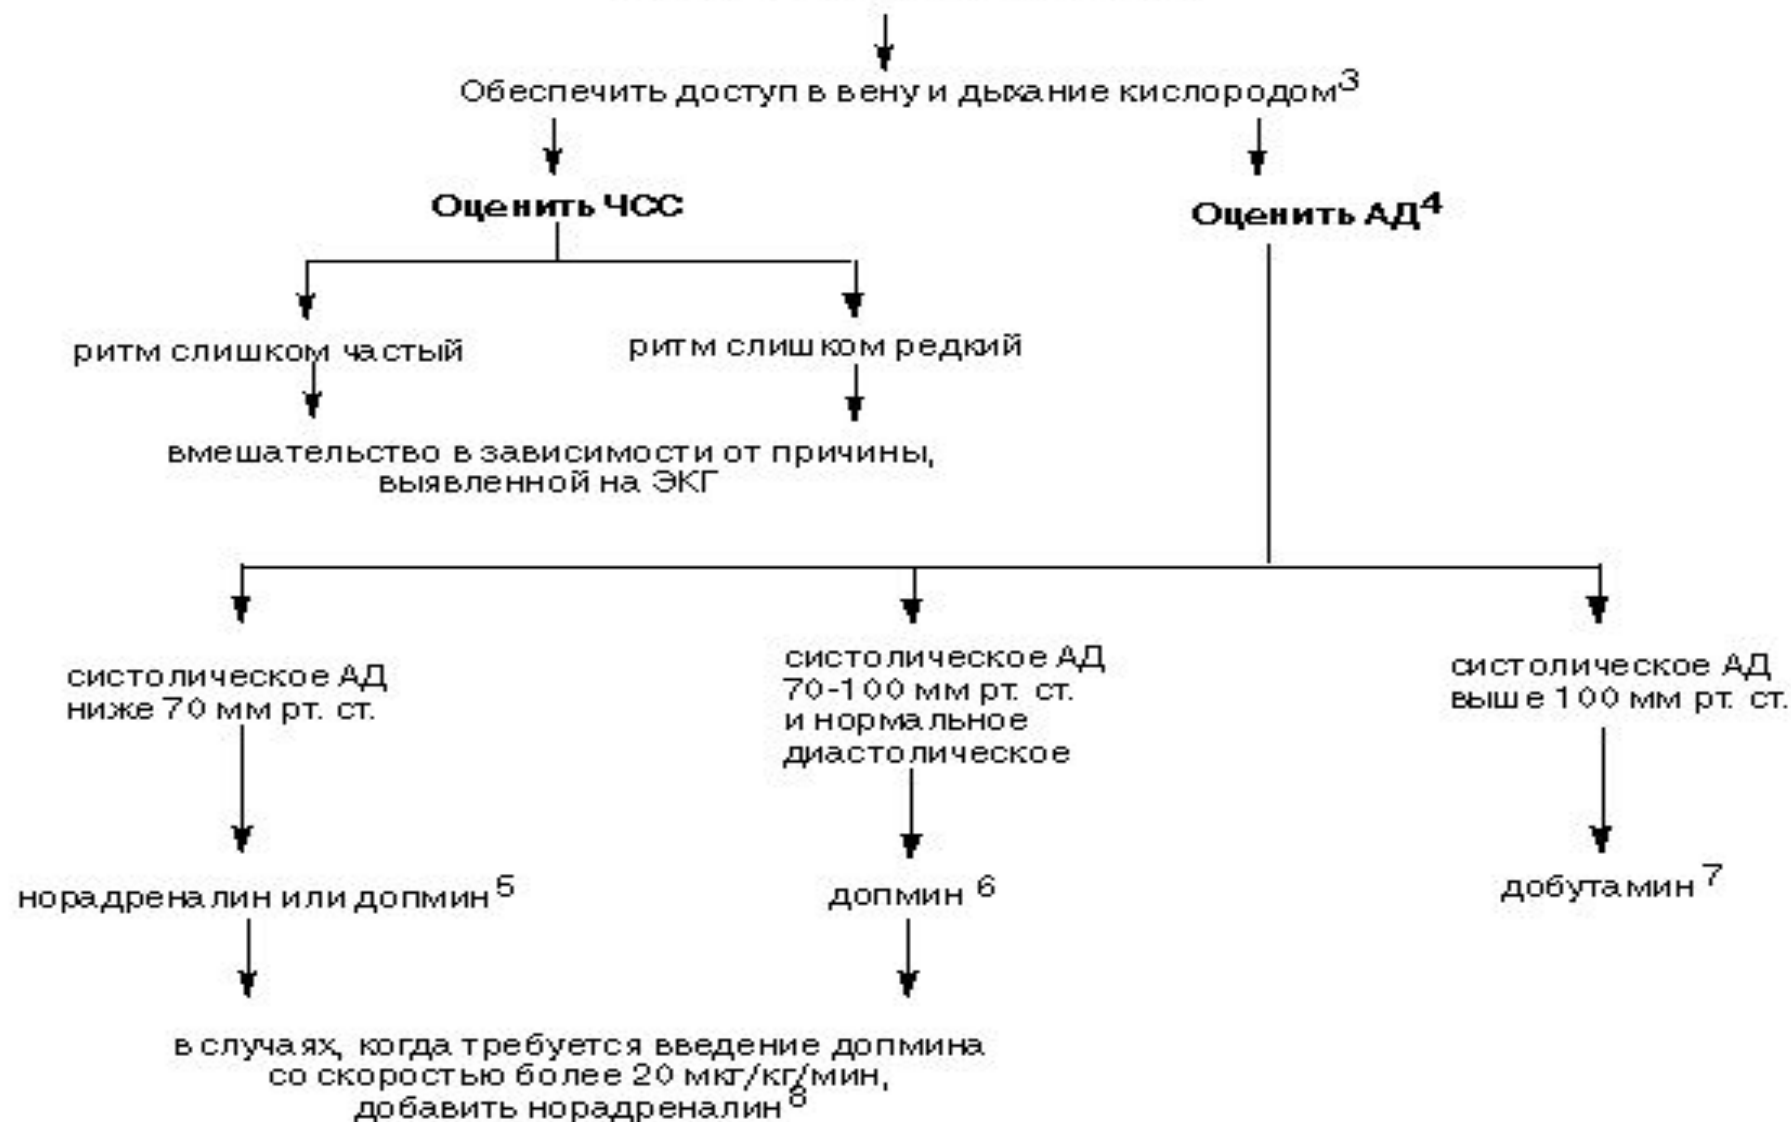 Обеспечить доступ в вену и дыхание кислородом3
Оценить ЧСС
Оценить АД4
ритм слишком частый
ритм слишком редкий
вмешательство в зависимости от причины,
выявленной на ЭКГ
систолическое АД
ниже 70 мм рт. ст.
систолическое АД
70-100 мм рт. ст.
и нормальное
диастолическое
систолическое АД
выше 100 мм рт. ст.
норадреналин или допмин5
допмин 6
добутамин 7
в случаях, когда требуется введение допмина
со скоростью более 20 мкг/кг/мин,
добавить норадреналин8